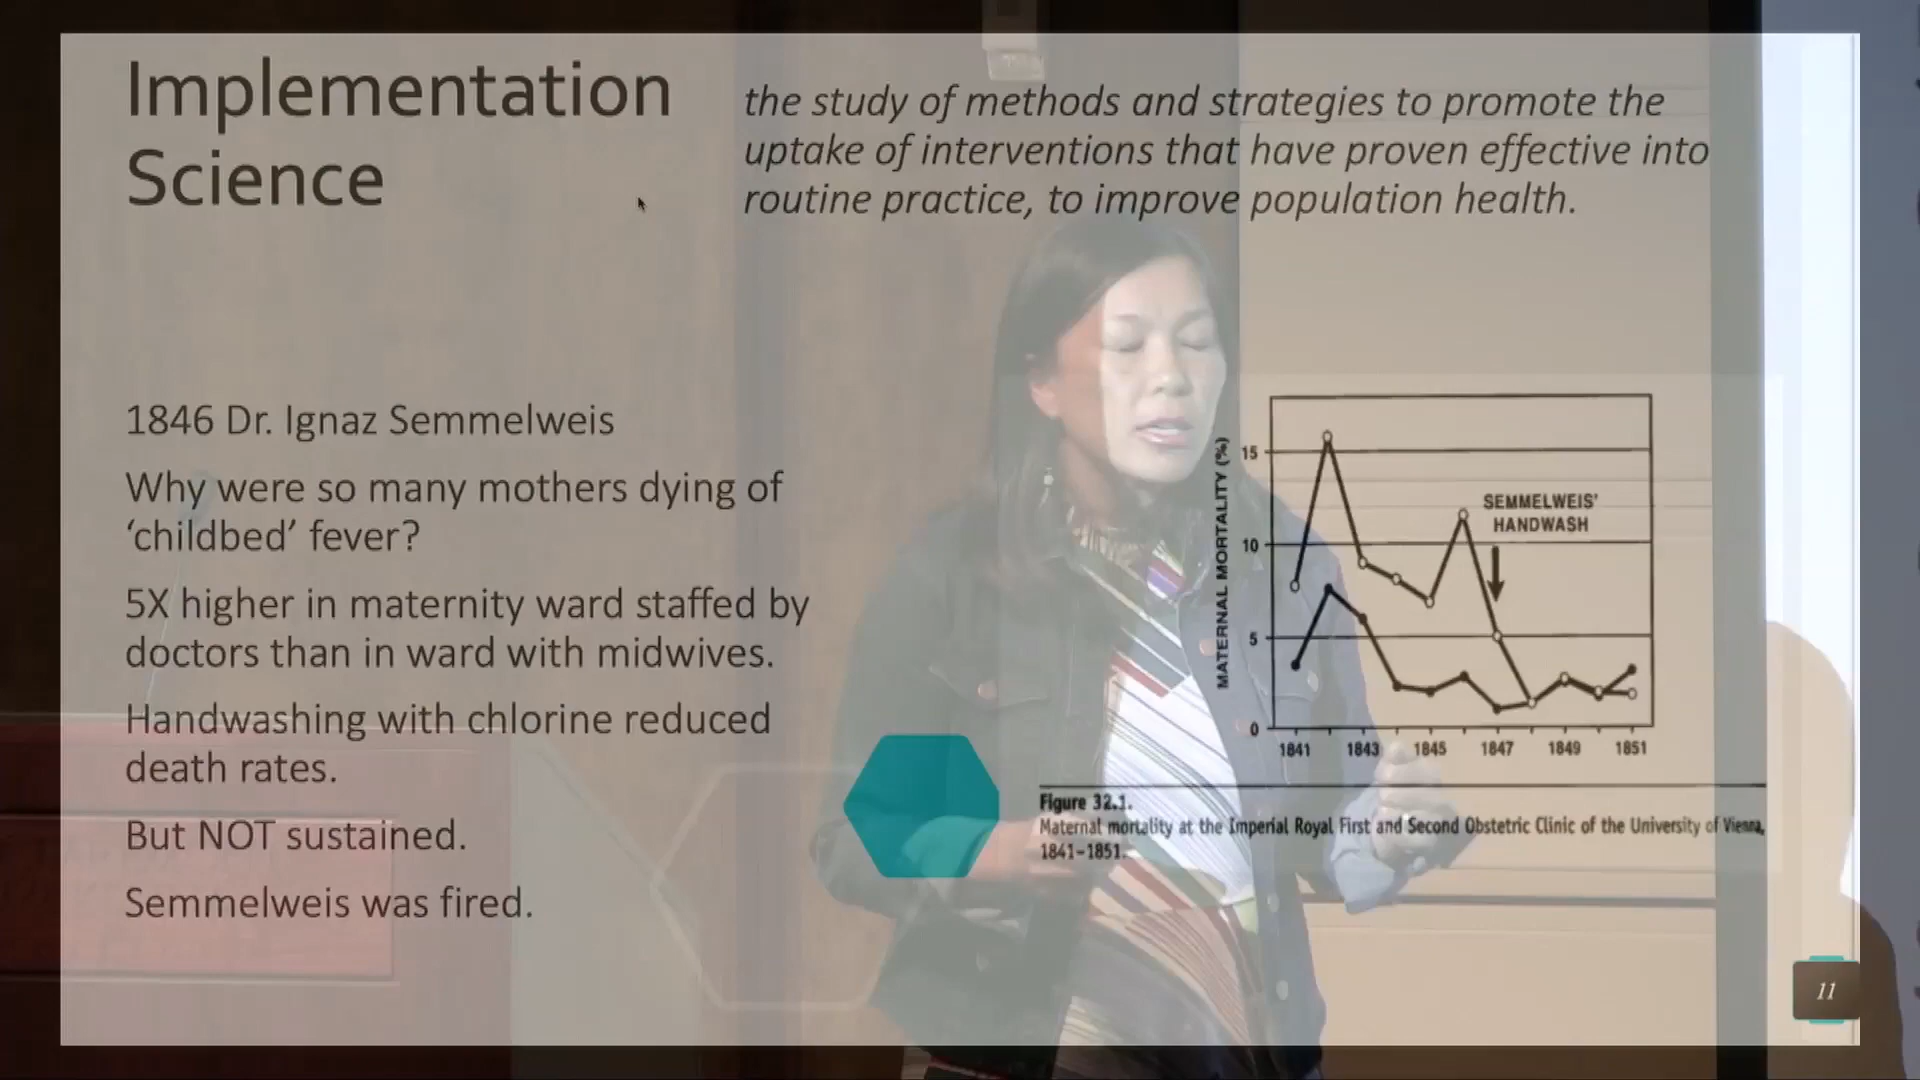 Implementation
Science
the study of methods and strategies to promote the
uptake of interventions that have proven effective into
routine practice, to improve population health.
1846 Dr. Ignaz Semmelweis
Why were so many mothers dying of
‘childbed’ fever?
5X higher in maternity ward staffed by
doctors than in ward with midwives.
Handwashing with chlorine reduced
death rates.
But NOT sustained.
Semmelweis was fired.
MATERNAL MORTALITY (%)
15
10
5
0
SEMMELWEIS'
HANDWASH
1841 1843 1845 1847 1849 1851
Figure 32.1.
Maternal mortality at the Imperial Royal First and Second Obstetric Clinic of the University of Vienna,
1841–1851.
11